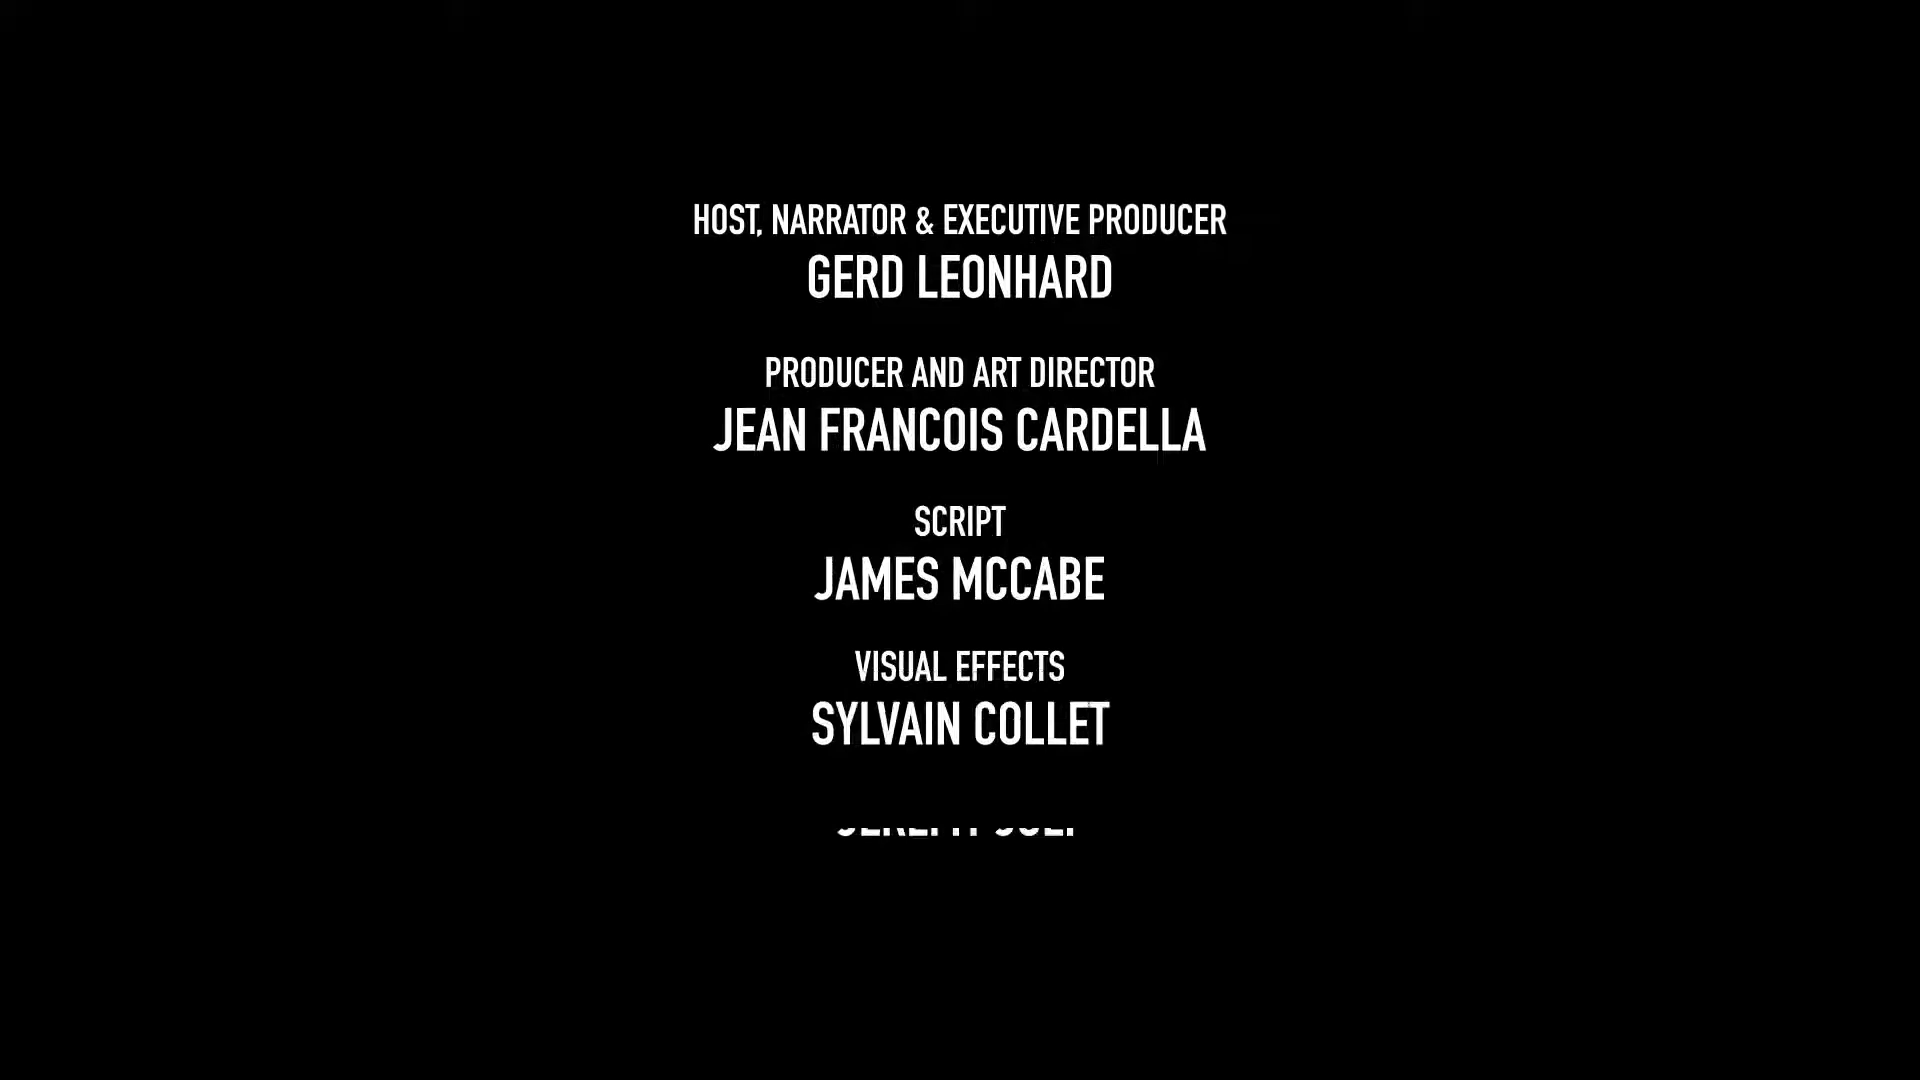 HOST, NARRATOR & EXECUTIVE PRODUCER
GERD LEONHARD
PRODUCER AND ART DIRECTOR
JEAN FRANCOIS CARDELLA
SCRIPT
JAMES MCCABE
VISUAL EFFECTS
SYLVAIN COLLET